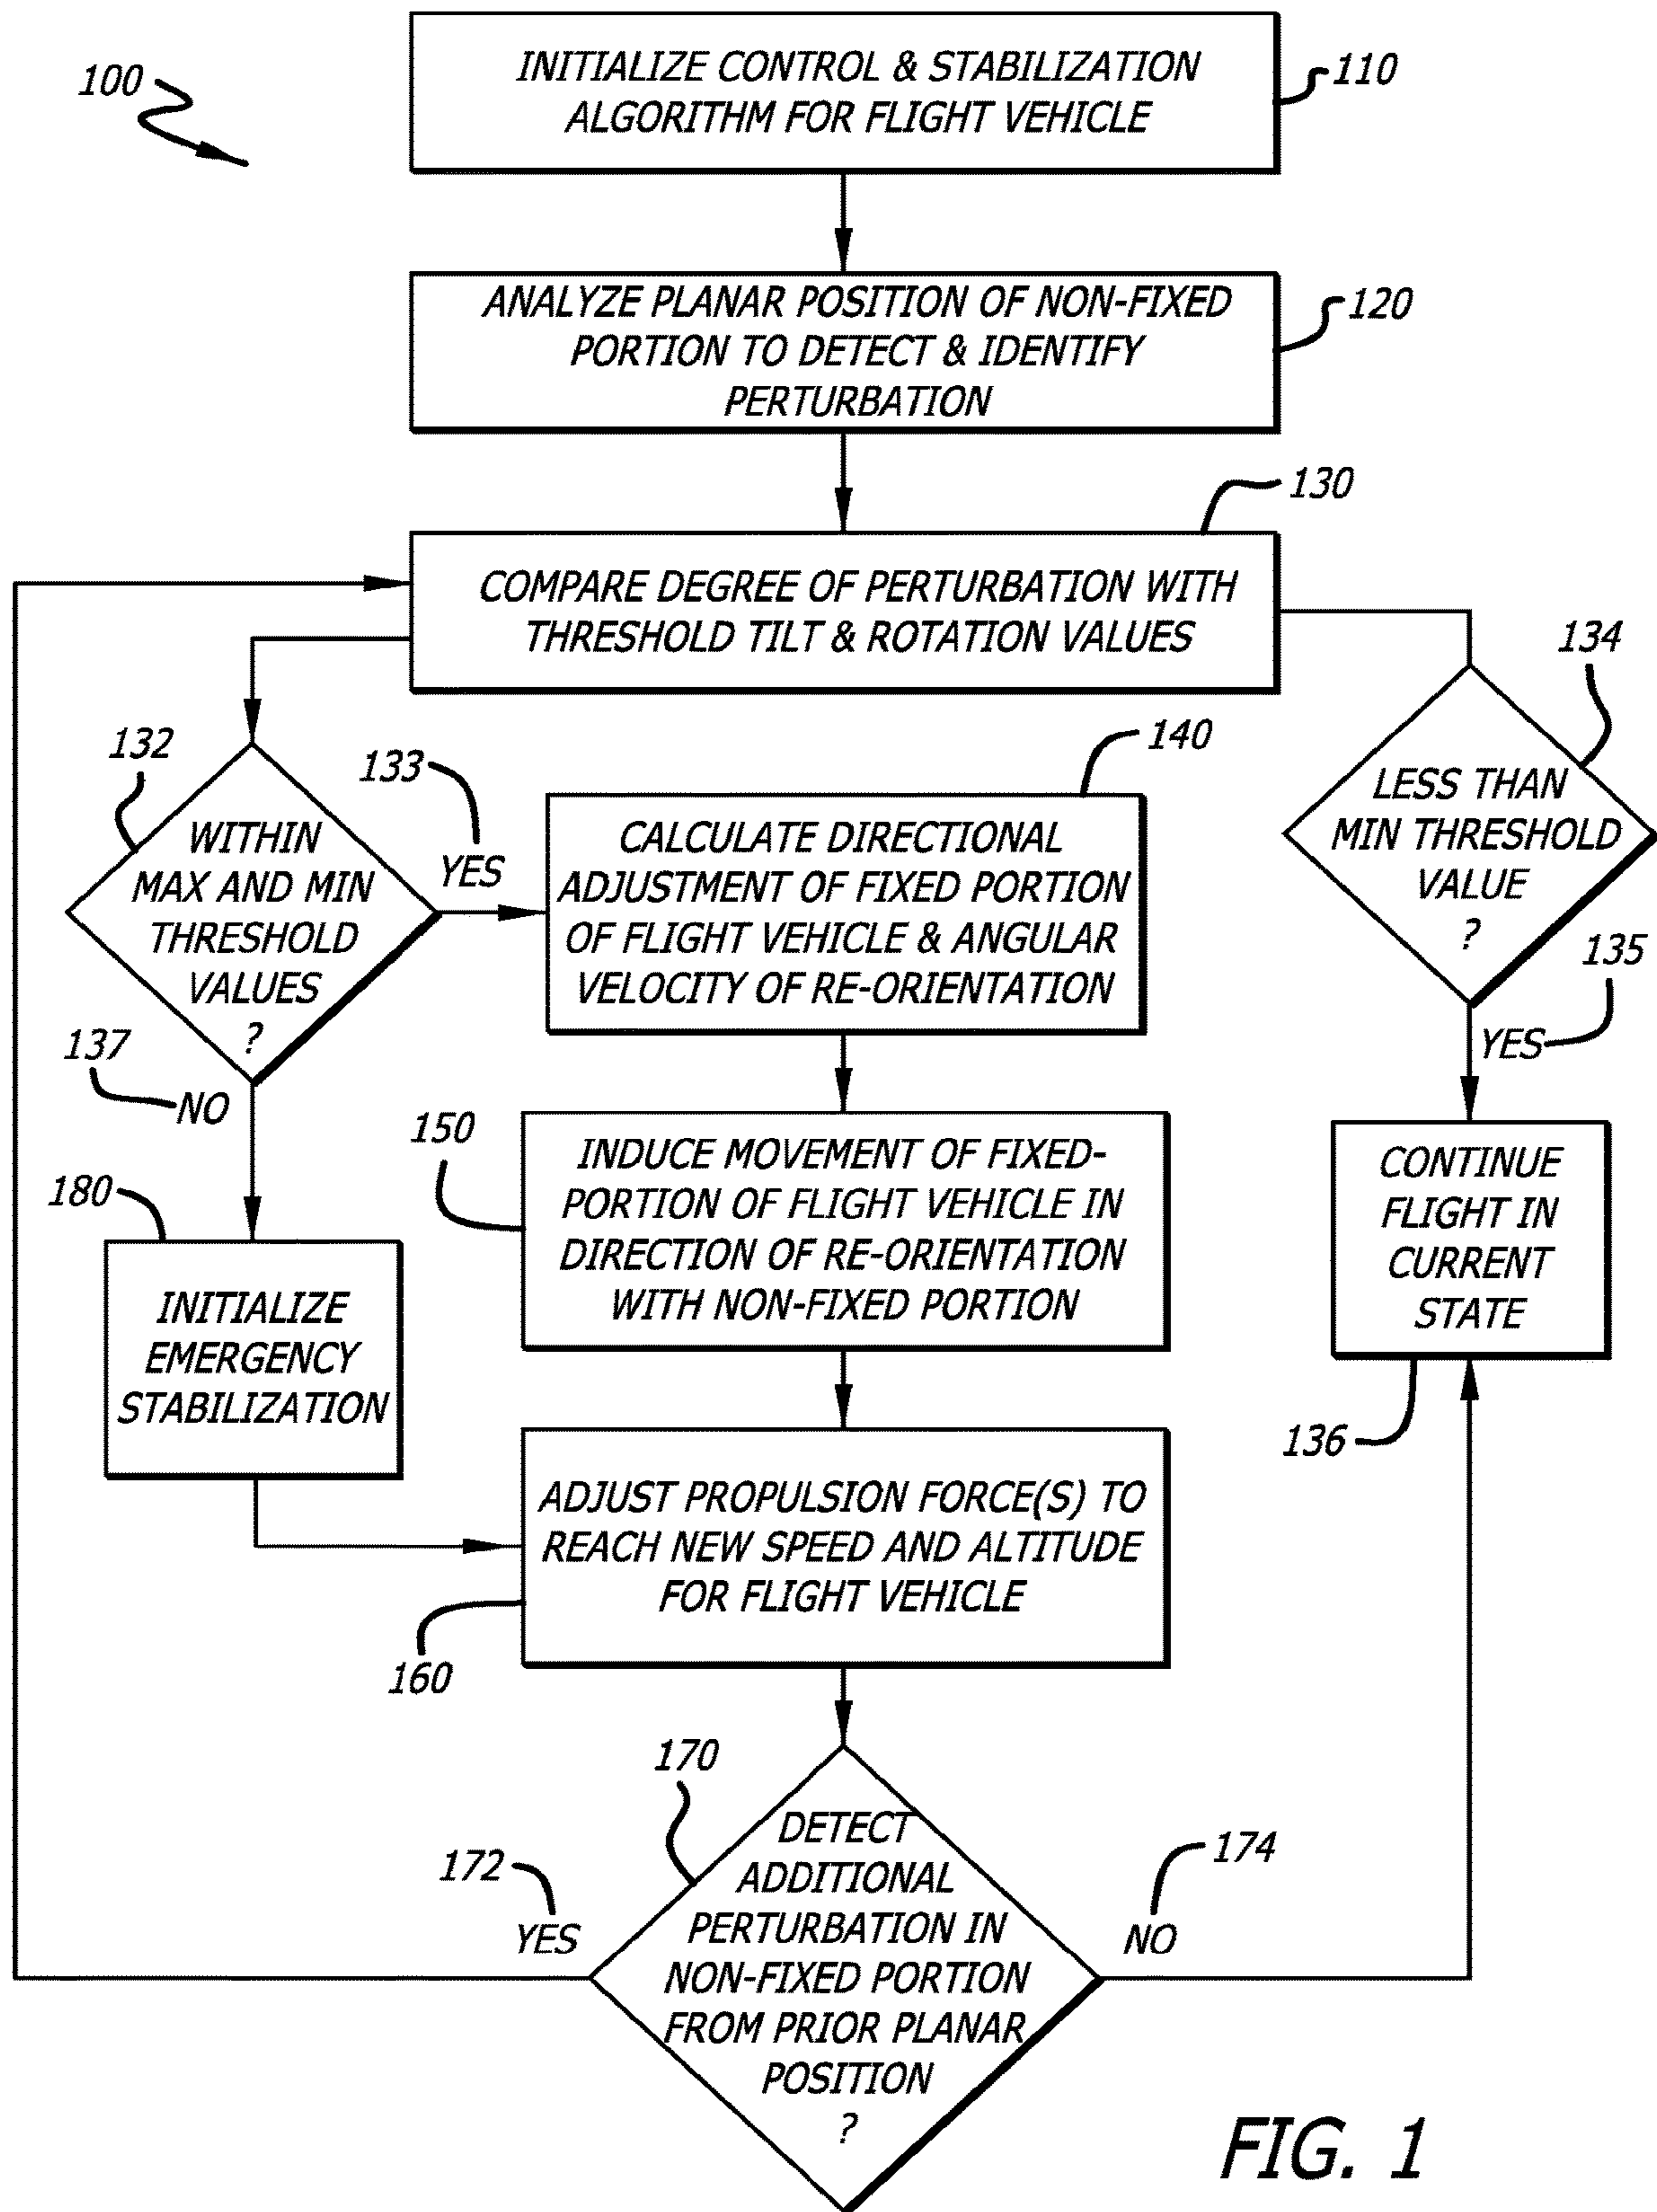 100
INITIALIZE CONTROL & STABILIZATION
ALGORITHM FOR FLIGHT VEHICLE
110
ANALYZE PLANAR POSITION OF NON-FIXED
PORTION TO DETECT & IDENTIFY
PERTURBATION
120
130
COMPARE DEGREE OF PERTURBATION WITH
THRESHOLD TILT & ROTATION VALUES
132
WITHIN
MAX AND MIN
THRESHOLD
VALUES
?
133
YES
140
CALCULATE DIRECTIONAL
ADJUSTMENT OF FIXED PORTION
OF FLIGHT VEHICLE & ANGULAR
VELOCITY OF RE-ORIENTATION
134
LESS THAN
MIN THRESHOLD
VALUE
?
135
YES
137
NO
150
INDUCE MOVEMENT OF FIXED-
PORTION OF FLIGHT VEHICLE IN
DIRECTION OF RE-ORIENTATION
WITH NON-FIXED PORTION
CONTINUE
FLIGHT IN
CURRENT
STATE
136
180
INITIALIZE
EMERGENCY
STABILIZATION
ADJUST PROPULSION FORCE(S) TO
REACH NEW SPEED AND ALTITUDE
FOR FLIGHT VEHICLE
160
170
DETECT
ADDITIONAL
PERTURBATION IN
NON-FIXED PORTION
FROM PRIOR PLANAR
POSITION
?
172
YES
174
NO
FIG. 1